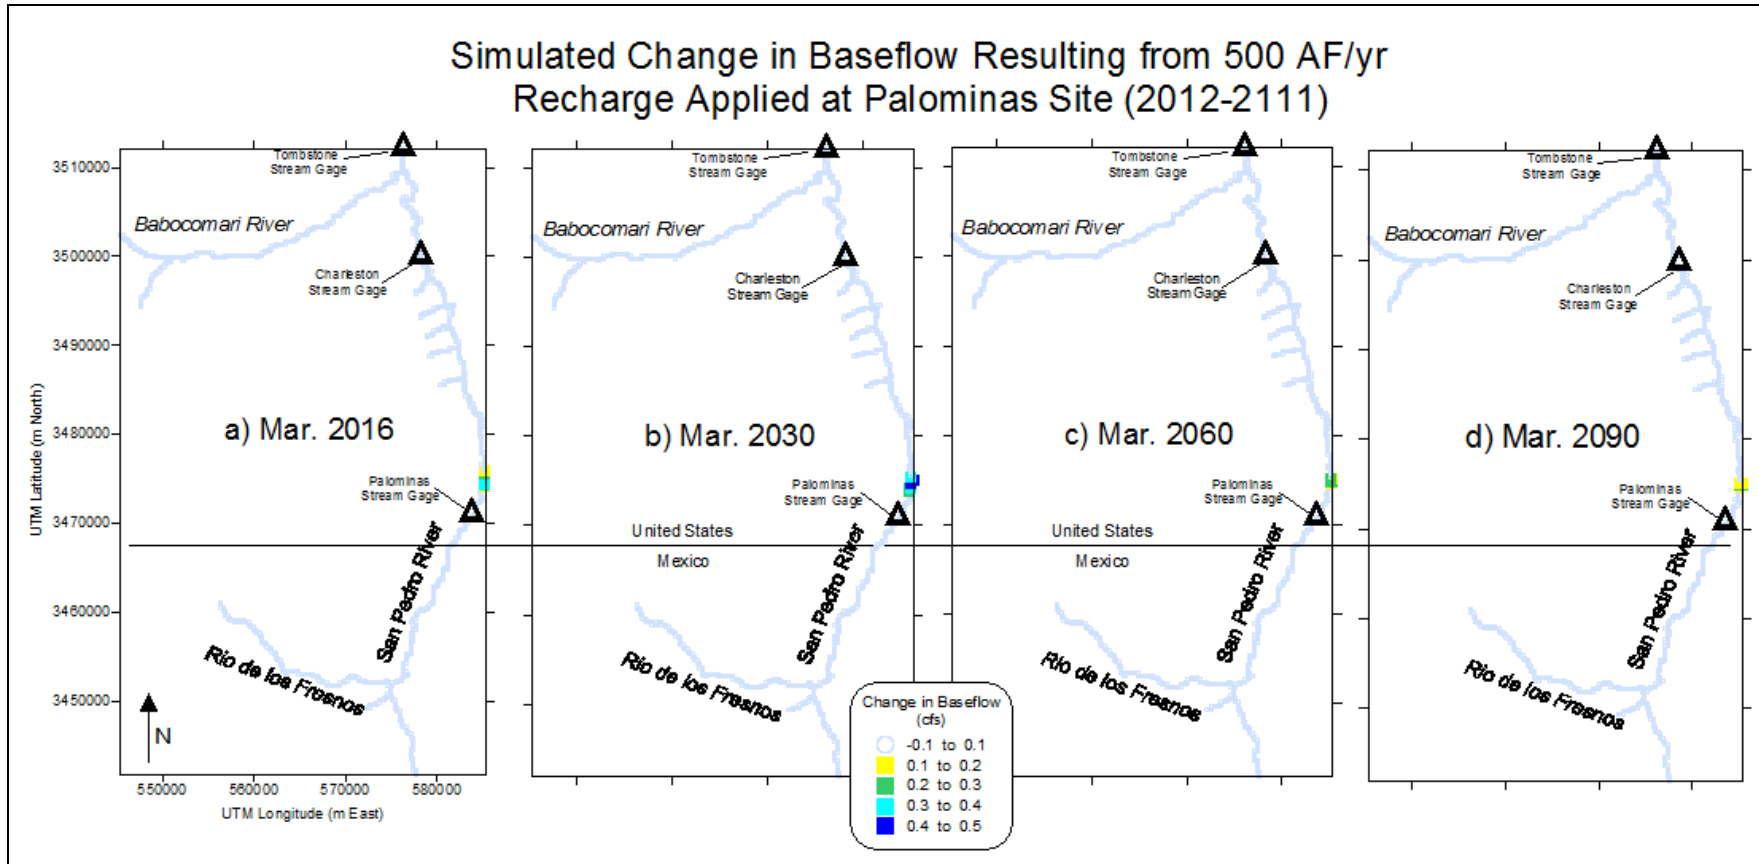 Simulated Change in Baseflow Resulting from 500 AF/yr
Recharge Applied at Palominas Site (2012-2111)
UTM Latitude (m North)
3510000
3500000
3490000
3480000
3470000
3460000
3450000
Tombstone
Stream Gage
Babocomari River
Charleston
Stream Gage
a) Mar. 2016
Palominas
Stream Gage
San Pedro River
Rio de los Fresnos
N
550000
560000
570000
580000
UTM Longitude (m East)
Tombstone
Stream Gage
Babocomari River
Charleston
Stream Gage
b) Mar. 2030
Palominas
Stream Gage
United States
Mexico
San Pedro River
Rio de los Fresnos
Tombstone
Stream Gage
Babocomari River
Charleston
Stream Gage
c) Mar. 2060
Palominas
Stream Gage
United States
Mexico
San Pedro River
Rio de los Fresnos
Tombstone
Stream Gage
Babocomari River
Charleston
Stream Gage
d) Mar. 2090
Palominas
Stream Gage
San Pedro River
Rio de los Fresnos
Change in Baseflow
(cfs)
-0.1 to 0.1
0.1 to 0.2
0.2 to 0.3
0.3 to 0.4
0.4 to 0.5